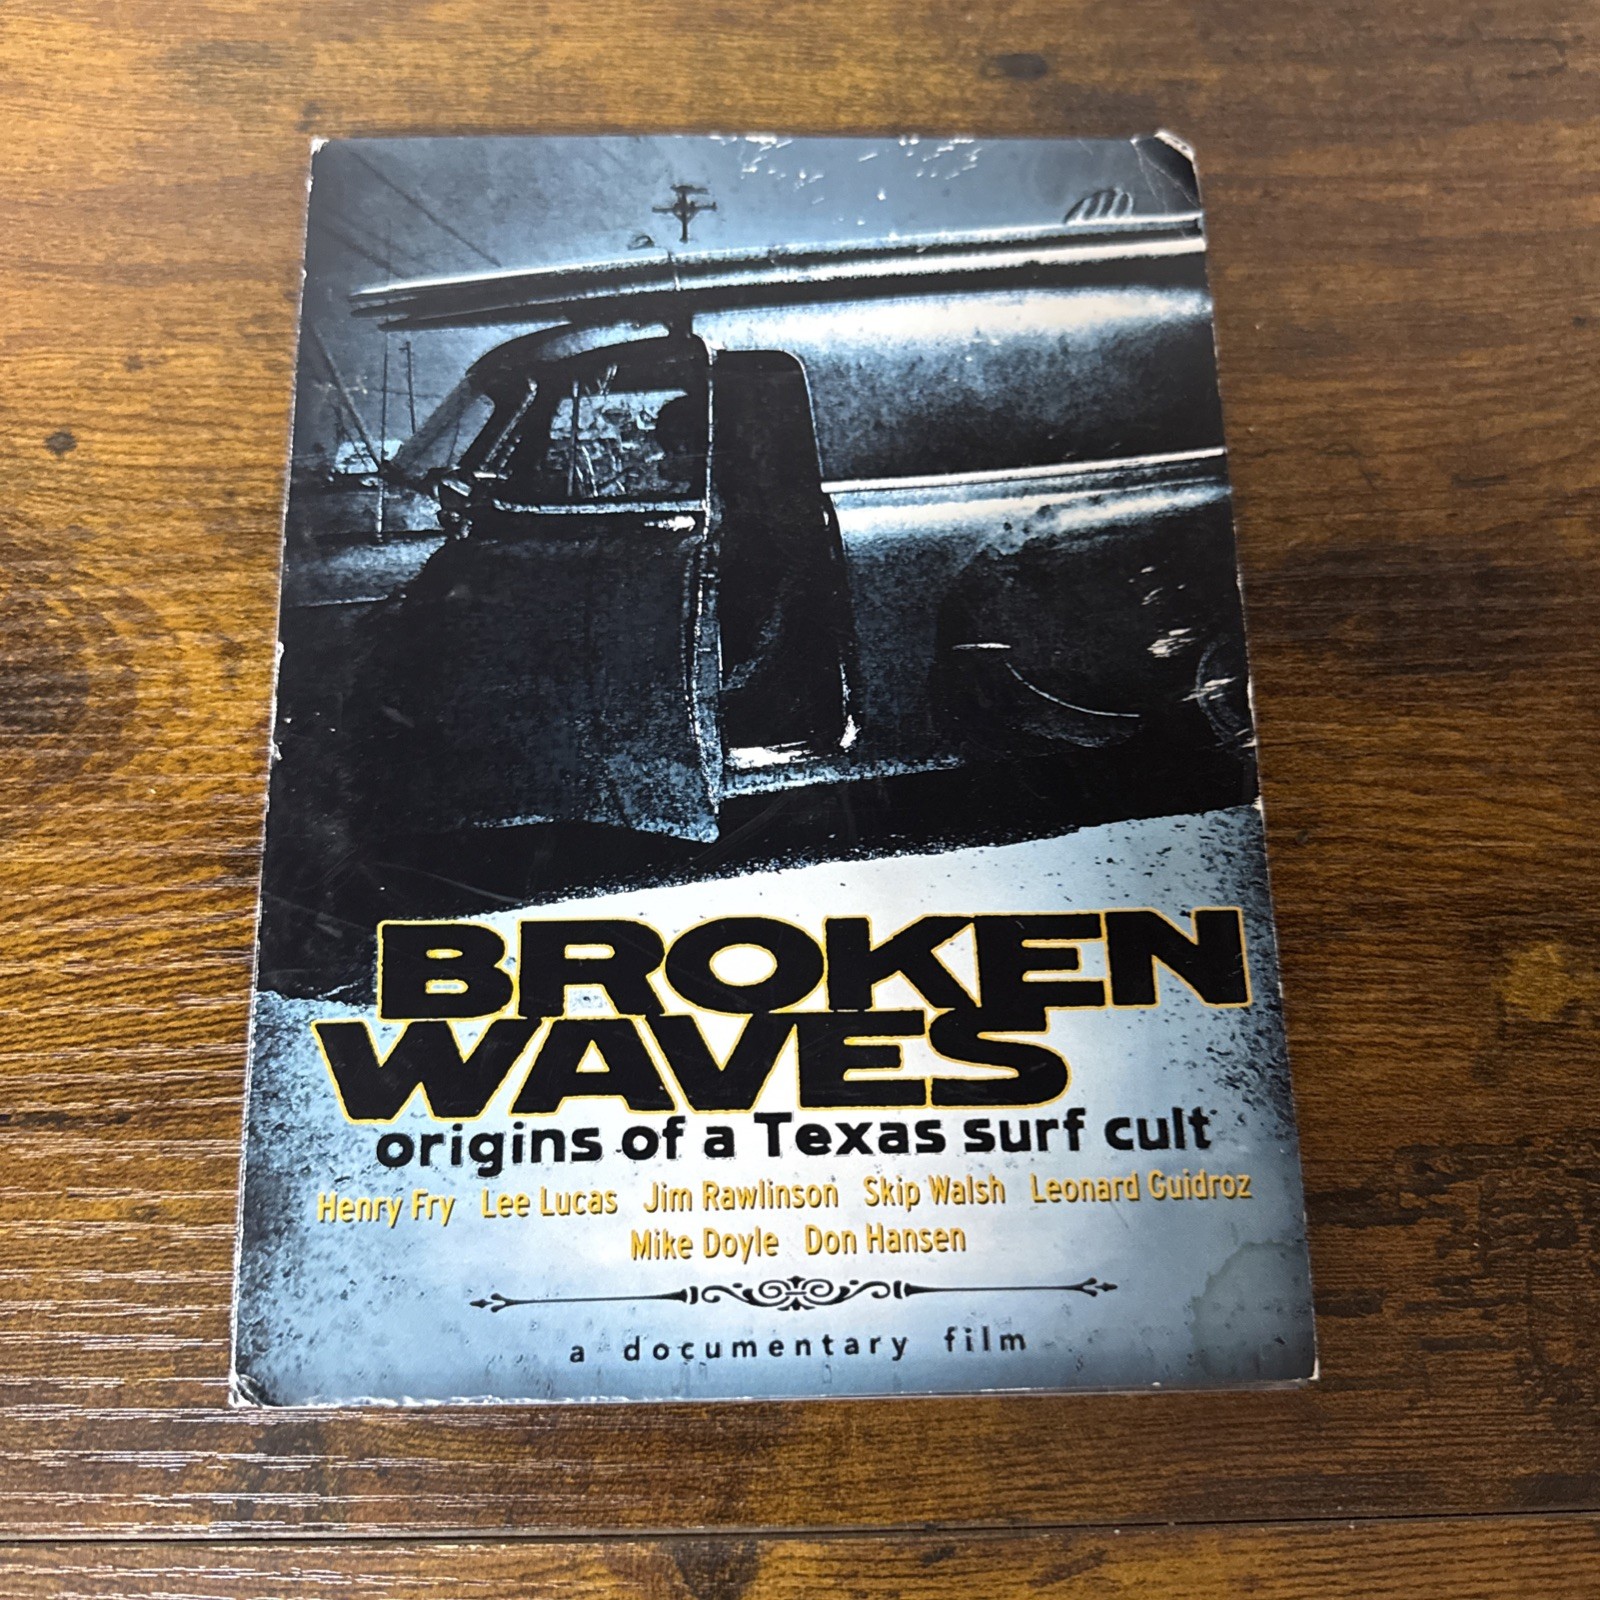 BROKEN
WAVES
origins of a Texas surf cult
Henry Fry Lee Lucas Jim Rawlinson Skip Walsh Leonard Guidroz
Mike Doyle Don Hansen
a documentary film